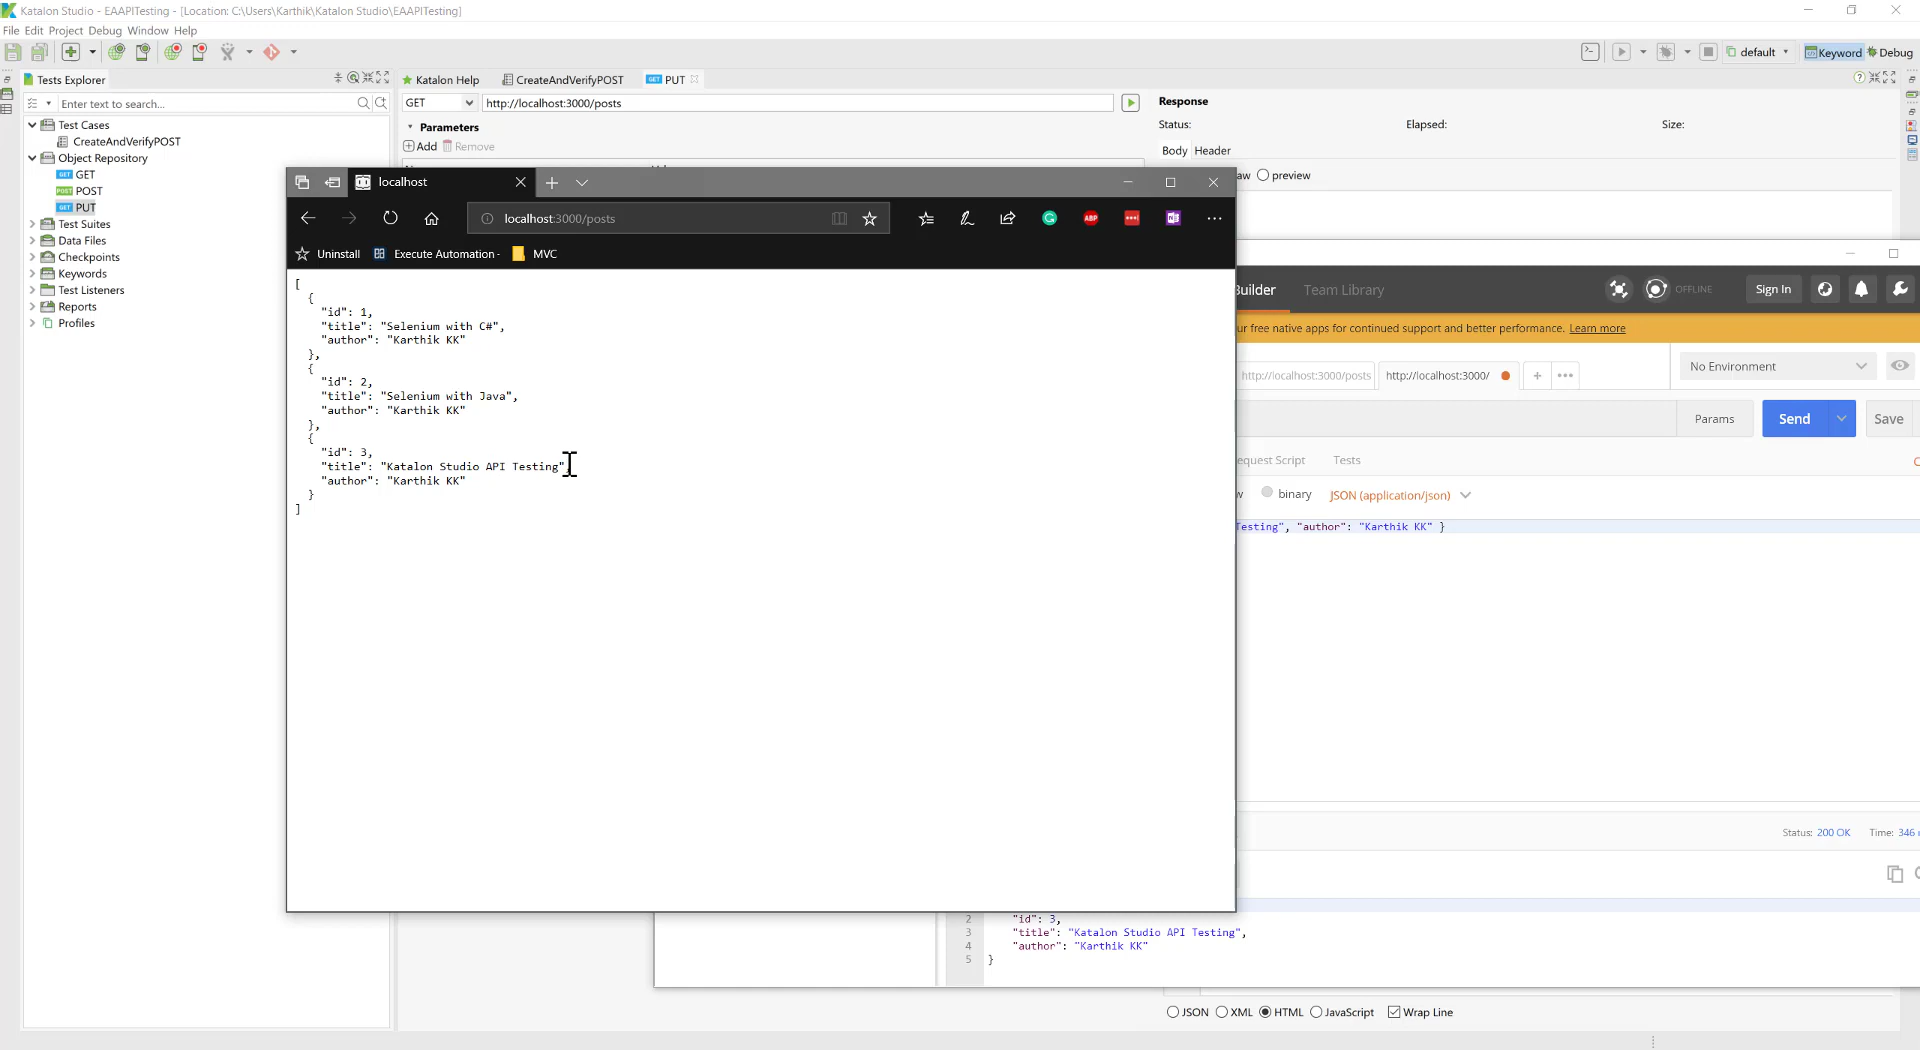 Katalon Studio - EAAPITesting - [Location: C:\Users\Karthik\Katalon Studio\EAAPITesting]
File Edit Project Debug Window Help
default
Keyword
Debug
Tests Explorer
Katalon Help
CreateAndVerifyPOST
GET PUT
Enter text to search...
GET
http://localhost:3000/posts
Response
Parameters
Status:
Elapsed:
Size:
Add
Remove
Body Header
preview
Test Cases
CreateAndVerifyPOST
Object Repository
GET GET
POST POST
GET PUT
Test Suites
Data Files
Checkpoints
Keywords
Test Listeners
Reports
Profiles
localhost
localhost:3000/posts
ABP
Uninstall
Execute Automation -
MVC
[
{
"id": 1,
"title": "Selenium with C#",
"author": "Karthik KK"
},
{
"id": 2,
"title": "Selenium with Java",
"author": "Karthik KK"
},
{
"id": 3,
"title": "Katalon Studio API Testing",
"author": "Karthik KK"
}
]
Builder
Team Library
OFFLINE
Sign In
ur free native apps for continued support and better performance. Learn more
http://localhost:3000/posts
http://localhost:3000/
No Environment
Params
Send
Save
equest Script
Tests
binary
JSON (application/json)
Testing", "author": "Karthik KK" }
Status: 200 OK
Time: 346
2 "id": 3,
3 "title": "Katalon Studio API Testing",
4 "author": "Karthik KK"
5 }
JSON XML HTML JavaScript Wrap Line